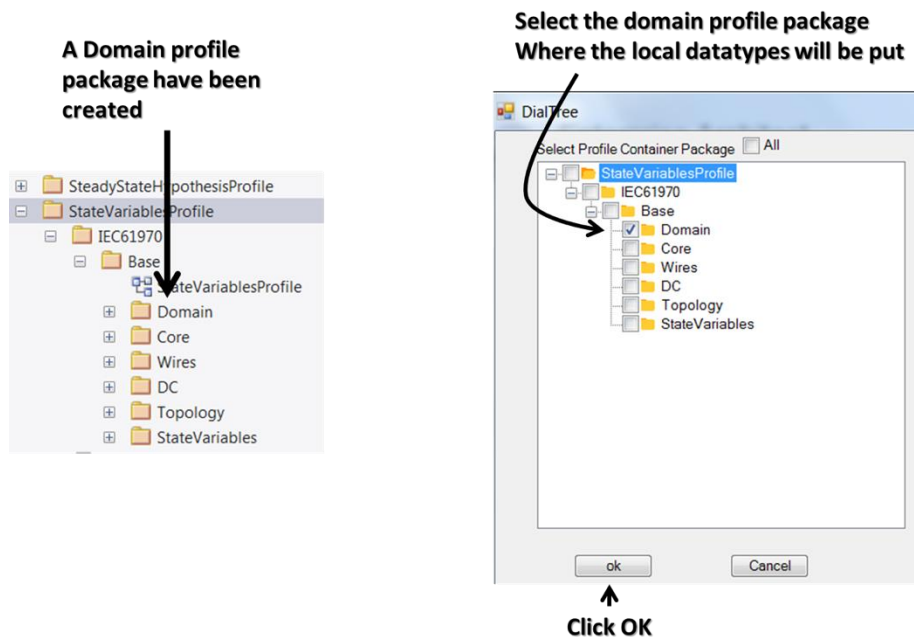 A Domain profile
package have been
created
SteadyStateHypothesisProfile
StateVariablesProfile
IEC61970
Base
StateVariablesProfile
Domain
Core
Wires
DC
Topology
StateVariables
Select the domain profile package
Where the local datatypes will be put
DialTree
Select Profile Container Package All
StateVariablesProfile
IEC61970
Base
Domain
Core
Wires
DC
Topology
StateVariables
ok Cancel
Click OK